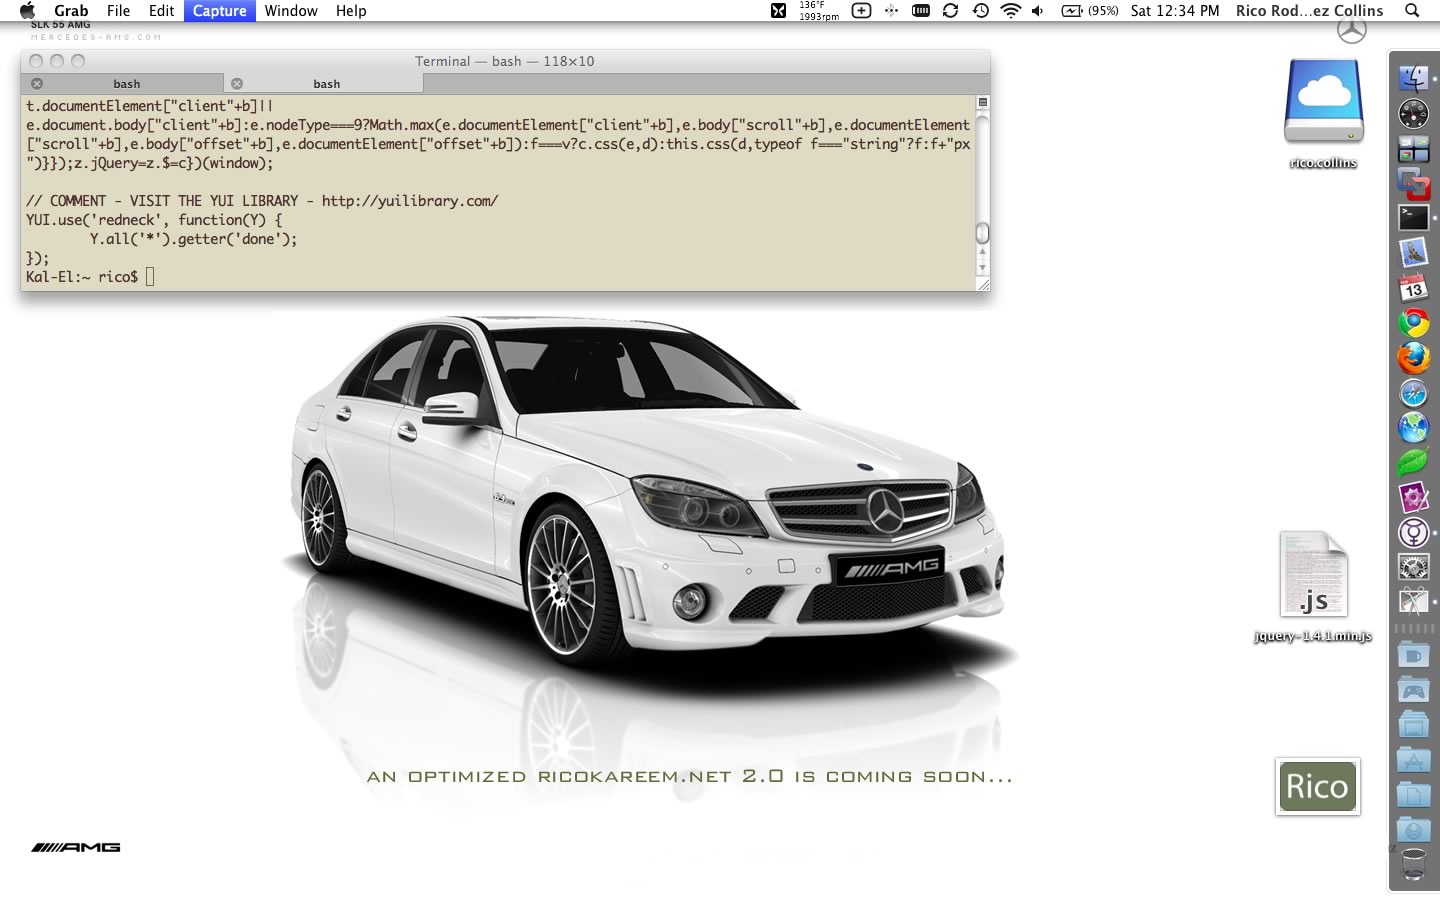 Grab File Edit Capture Window Help 136°F 1993rpm (95%) Sat 12:34 PM Rico Rod...ez Collins
SLK 55 AMG
MERCEDES-AMG.COM
Terminal — bash — 118×10
bash bash
t.documentElement["client"+b]||
e.document.body["client"+b]:e.nodeType===9?Math.max(e.documentElement["client"+b],e.body["scroll"+b],e.documentElement
["scroll"+b],e.body["offset"+b],e.documentElement["offset"+b]):f===v?c.css(e,d):this.css(d,typeof f==="string"?f:f+"px
")}});z.jQuery=z.$=c})(window);
// COMMENT - VISIT THE YUI LIBRARY - http://yuilibrary.com/
YUI.use('redneck', function(Y) {
Y.all('*').getter('done');
});
Kal-El:~ rico$
rico.collins
13
AMG
.js
jquery-1.4.1.min.js
AN OPTIMIZED RICOKAREEM.NET 2.0 IS COMING SOON...
Rico
AMG